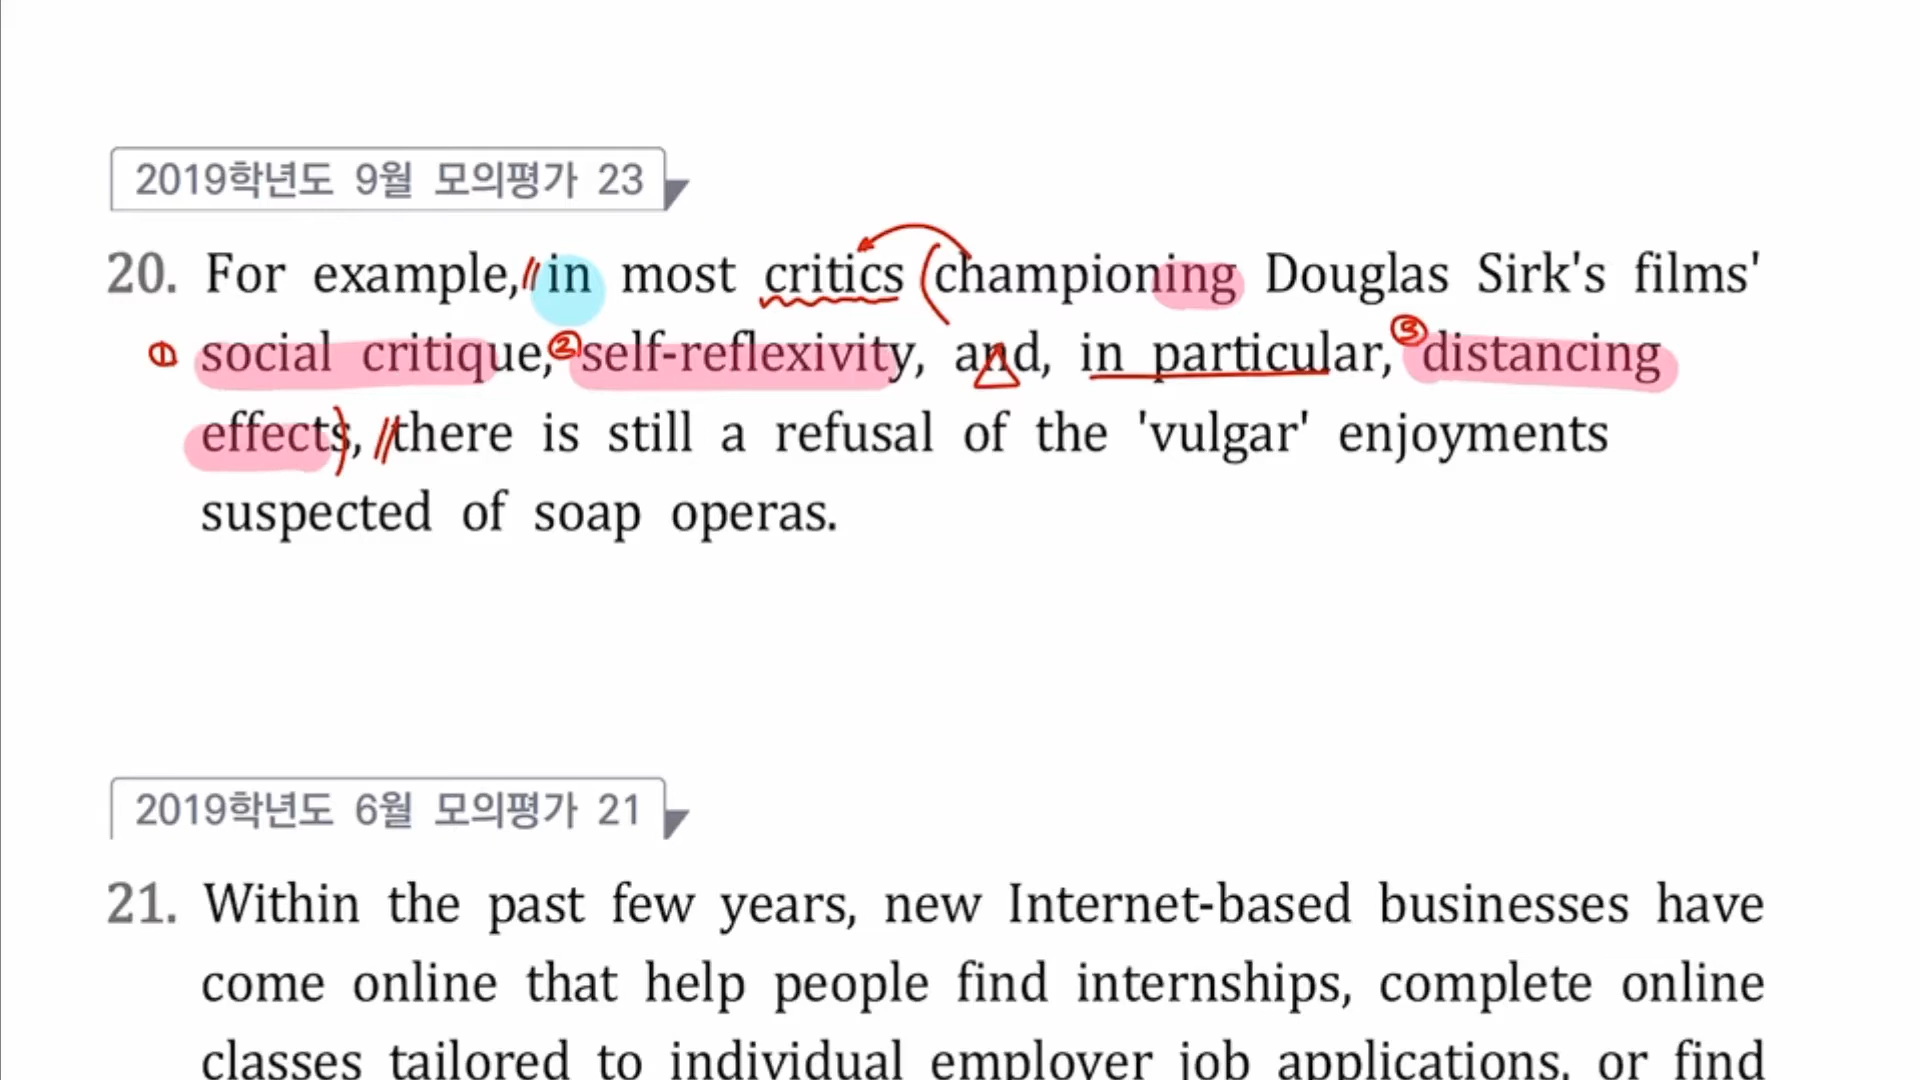 2019학년도 9월 모의평가 23
20. For example, in most critics championing Douglas Sirk's films'
① social critique, ② self-reflexivity, and, in particular, ③ distancing
effects, there is still a refusal of the 'vulgar' enjoyments
suspected of soap operas.
2019학년도 6월 모의평가 21
21. Within the past few years, new Internet-based businesses have
come online that help people find internships, complete online
classes tailored to individual employer job applications, or find